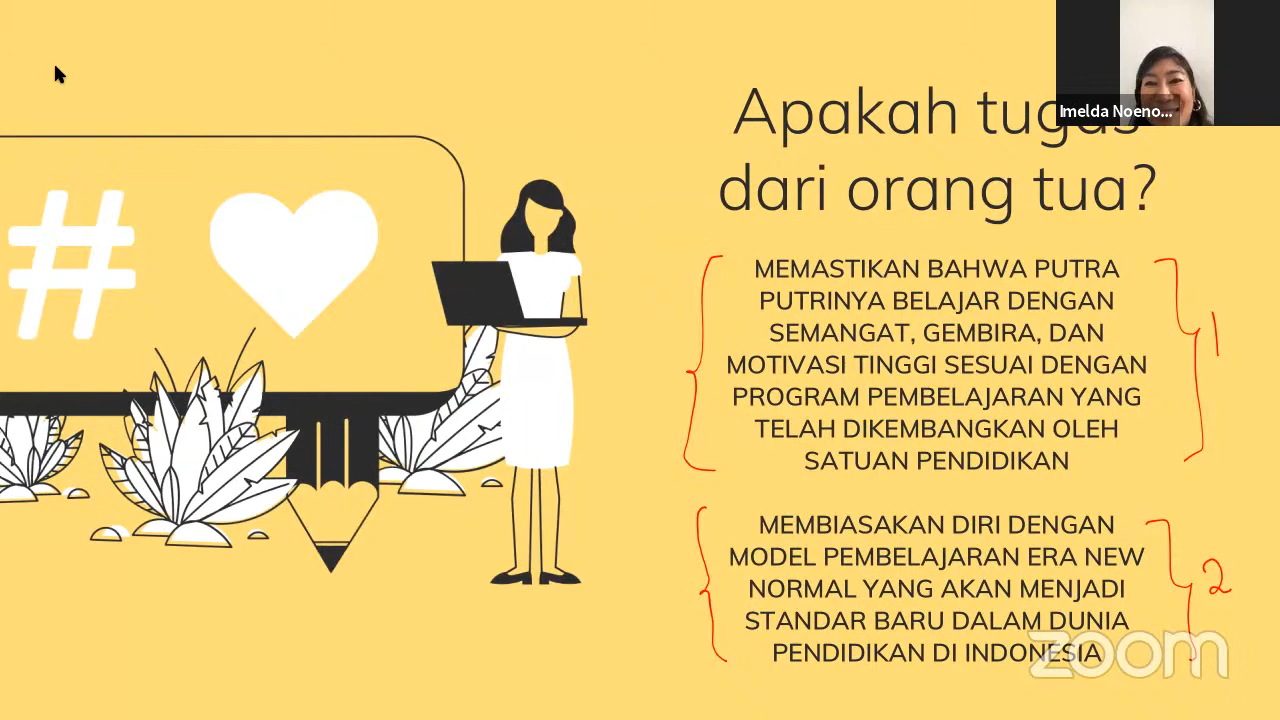 Imelda Noeno...
Apakah tugas
dari orang tua?
MEMASTIKAN BAHWA PUTRA
PUTRINYA BELAJAR DENGAN
SEMANGAT, GEMBIRA, DAN
MOTIVASI TINGGI SESUAI DENGAN
PROGRAM PEMBELAJARAN YANG
TELAH DIKEMBANGKAN OLEH
SATUAN PENDIDIKAN
1
MEMBIASAKAN DIRI DENGAN
MODEL PEMBELAJARAN ERA NEW
NORMAL YANG AKAN MENJADI
STANDAR BARU DALAM DUNIA
PENDIDIKAN DI INDONESIA
2
zoom
#